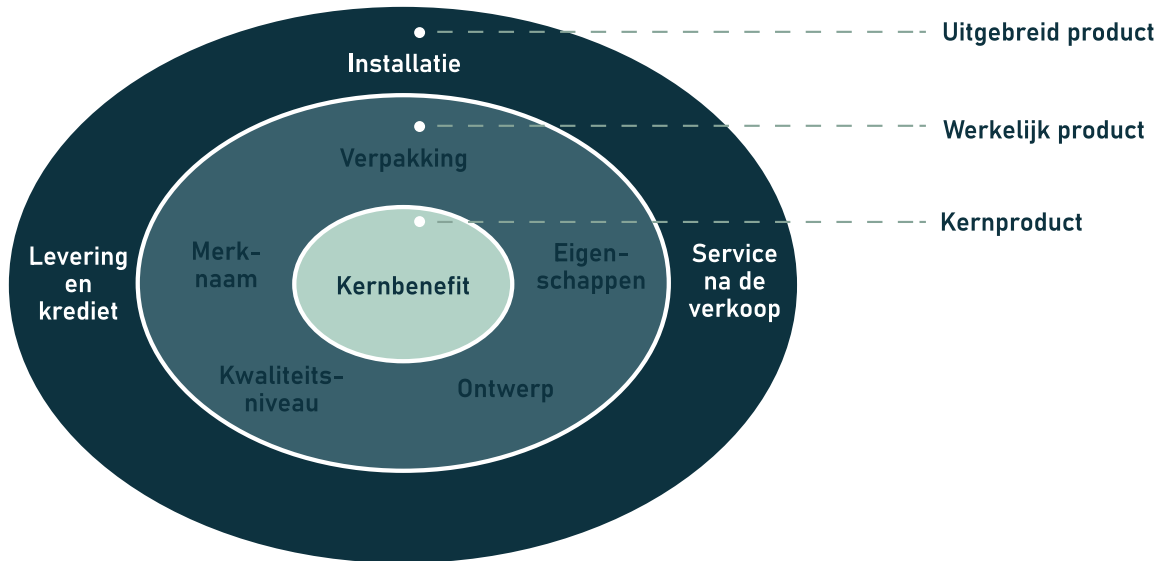 Uitgebreid product
Installatie
Werkelijk product
Verpakking
Kernproduct
Levering
en
krediet
Merk-
naam
Kernbenefit
Eigen-
schappen
Service
na de
verkoop
Kwaliteits-
niveau
Ontwerp